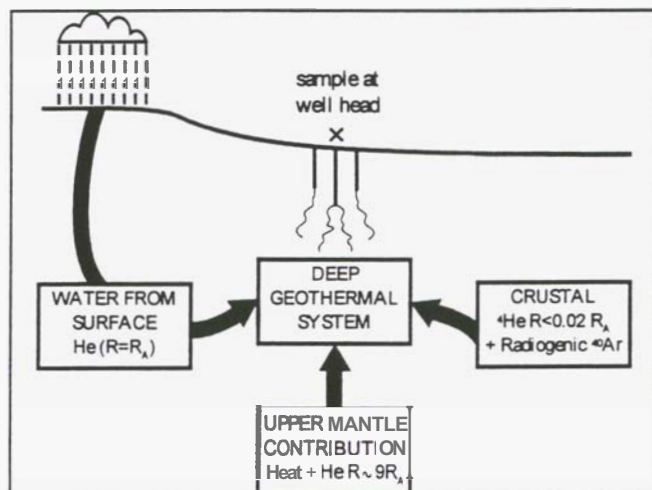 sample at
well head
×
DEEP
GEOTHERMAL
SYSTEM
WATER FROM
SURFACE
He (R=R_A)
CRUSTAL
⁴He R<0.02 R_A
+ Radiogenic ⁴⁰Ar
UPPER MANTLE
CONTRIBUTION
Heat + He R ~ 9R_A